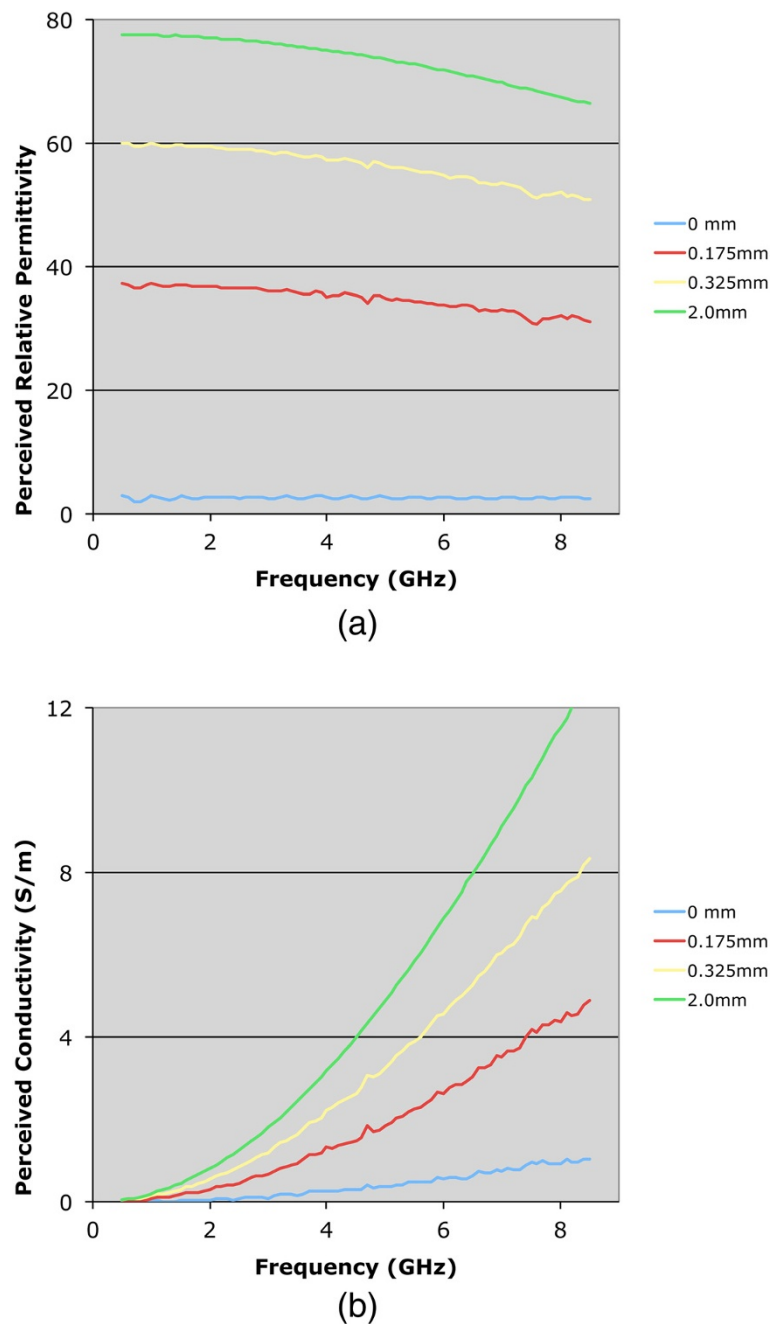 80
60
40
20
0
0
2
4
6
8
Perceived Relative Permittivity
Frequency (GHz)
0 mm
0.175mm
0.325mm
2.0mm
(a)
12
8
4
0
0
2
4
6
8
Perceived Conductivity (S/m)
Frequency (GHz)
0 mm
0.175mm
0.325mm
2.0mm
(b)